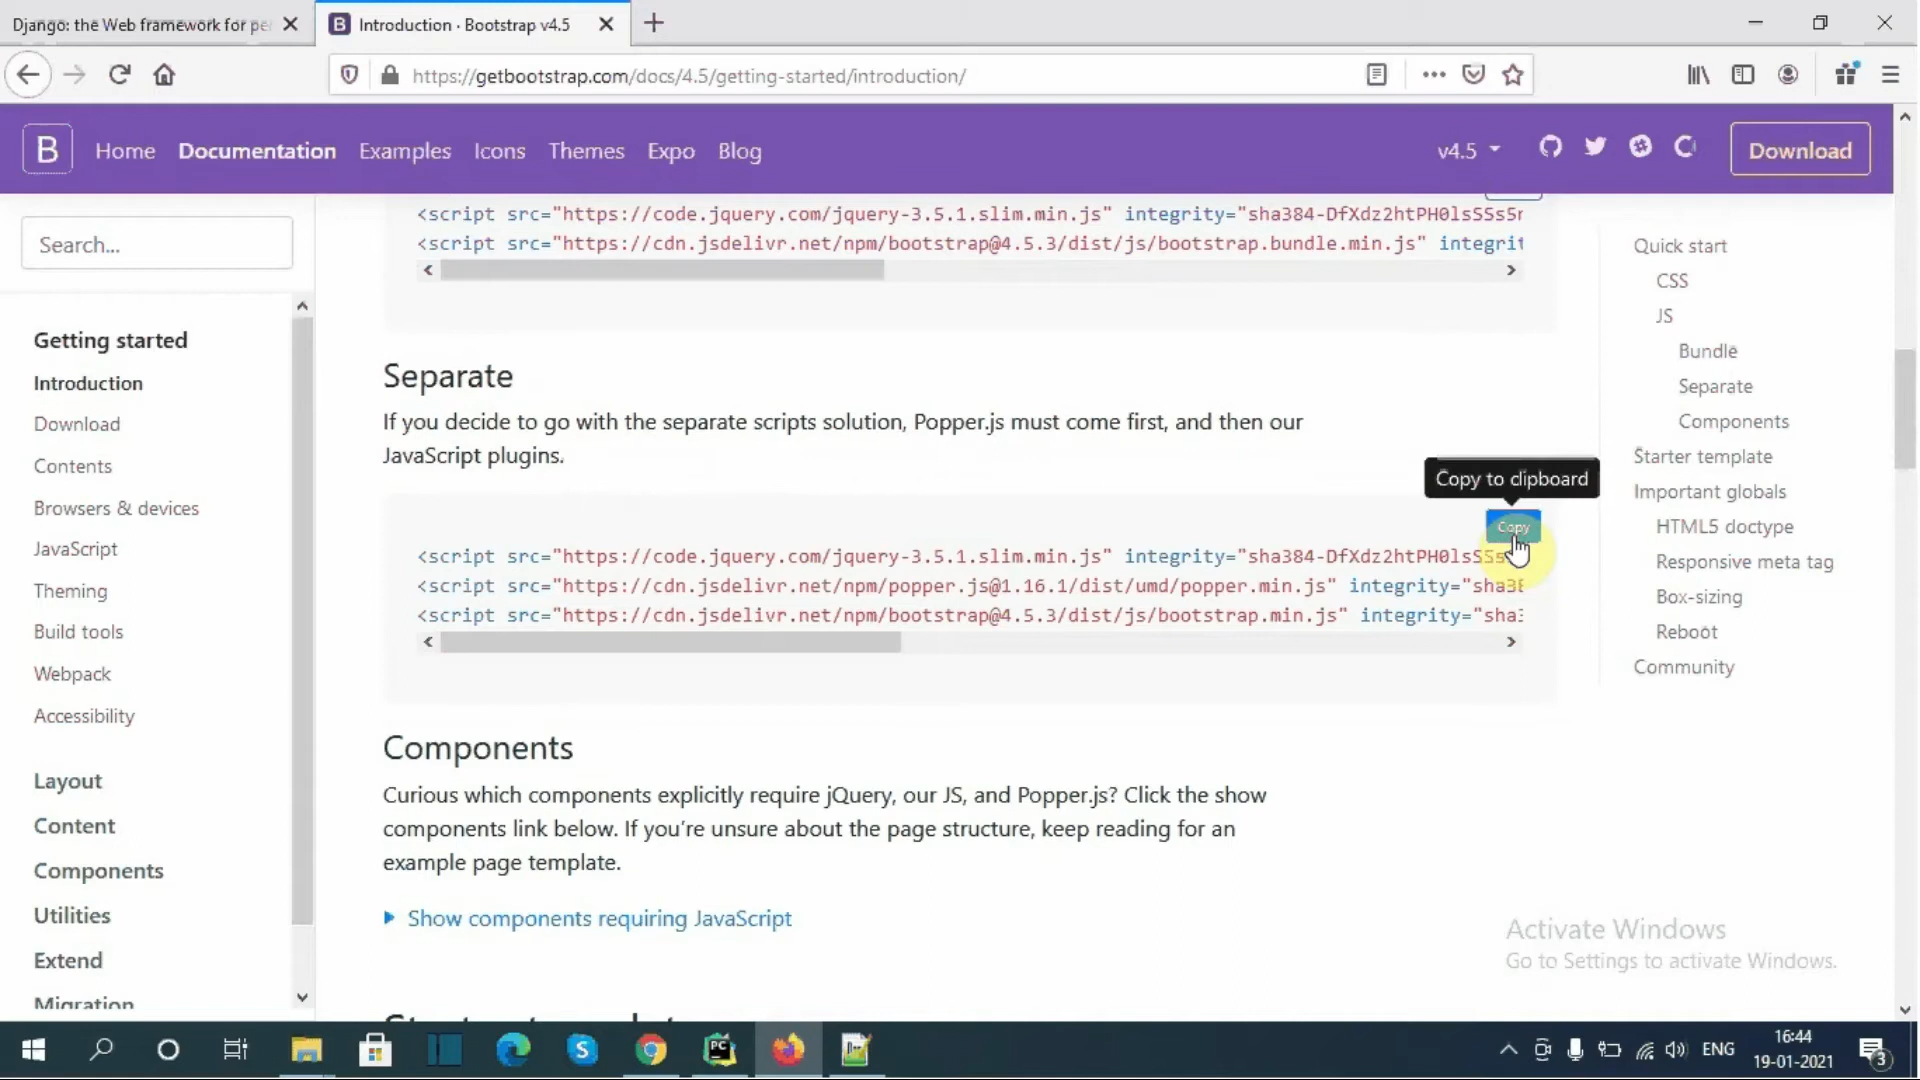 Django: the Web framework for pe
Introduction · Bootstrap v4.5
https://getbootstrap.com/docs/4.5/getting-started/introduction/
B Home Documentation Examples Icons Themes Expo Blog v4.5 Download
Search...
Getting started
Introduction
Download
Contents
Browsers & devices
JavaScript
Theming
Build tools
Webpack
Accessibility
Layout
Content
Components
Utilities
Extend
Migration
<script src="https://code.jquery.com/jquery-3.5.1.slim.min.js" integrity="sha384-DfXdz2htPH0lsSSs5n
<script src="https://cdn.jsdelivr.net/npm/bootstrap@4.5.3/dist/js/bootstrap.bundle.min.js" integrit
Separate
If you decide to go with the separate scripts solution, Popper.js must come first, and then our
JavaScript plugins.
Copy to clipboard
Copy
<script src="https://code.jquery.com/jquery-3.5.1.slim.min.js" integrity="sha384-DfXdz2htPH0lsSSs
<script src="https://cdn.jsdelivr.net/npm/popper.js@1.16.1/dist/umd/popper.min.js" integrity="sha3
<script src="https://cdn.jsdelivr.net/npm/bootstrap@4.5.3/dist/js/bootstrap.min.js" integrity="sha3
Components
Curious which components explicitly require jQuery, our JS, and Popper.js? Click the show
components link below. If you're unsure about the page structure, keep reading for an
example page template.
Show components requiring JavaScript
Quick start
CSS
JS
Bundle
Separate
Components
Starter template
Important globals
HTML5 doctype
Responsive meta tag
Box-sizing
Reboot
Community
Activate Windows
Go to Settings to activate Windows.
ENG
16:44
19-01-2021
3